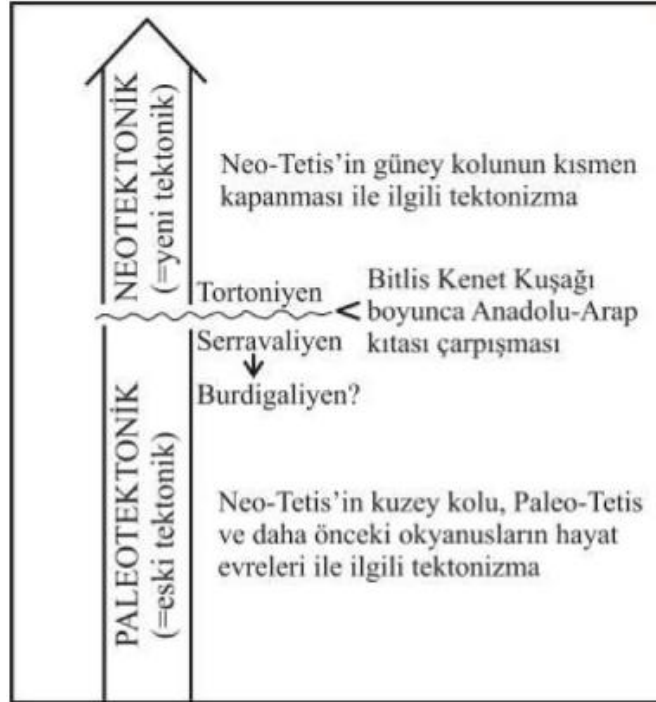 NEOTEKTONİK
(=yeni tektonik)
Neo-Tetis'in güney kolunun kısmen
kapanması ile ilgili tektonizma
Tortoniyen
Bitlis Kenet Kuşağı
boyunca Anadolu-Arap
kıtası çarpışması
Serravaliyen
Burdigaliyen?
PALEOTEKTONİK
(=eski tektonik)
Neo-Tetis'in kuzey kolu, Paleo-Tetis
ve daha önceki okyanusların hayat
evreleri ile ilgili tektonizma